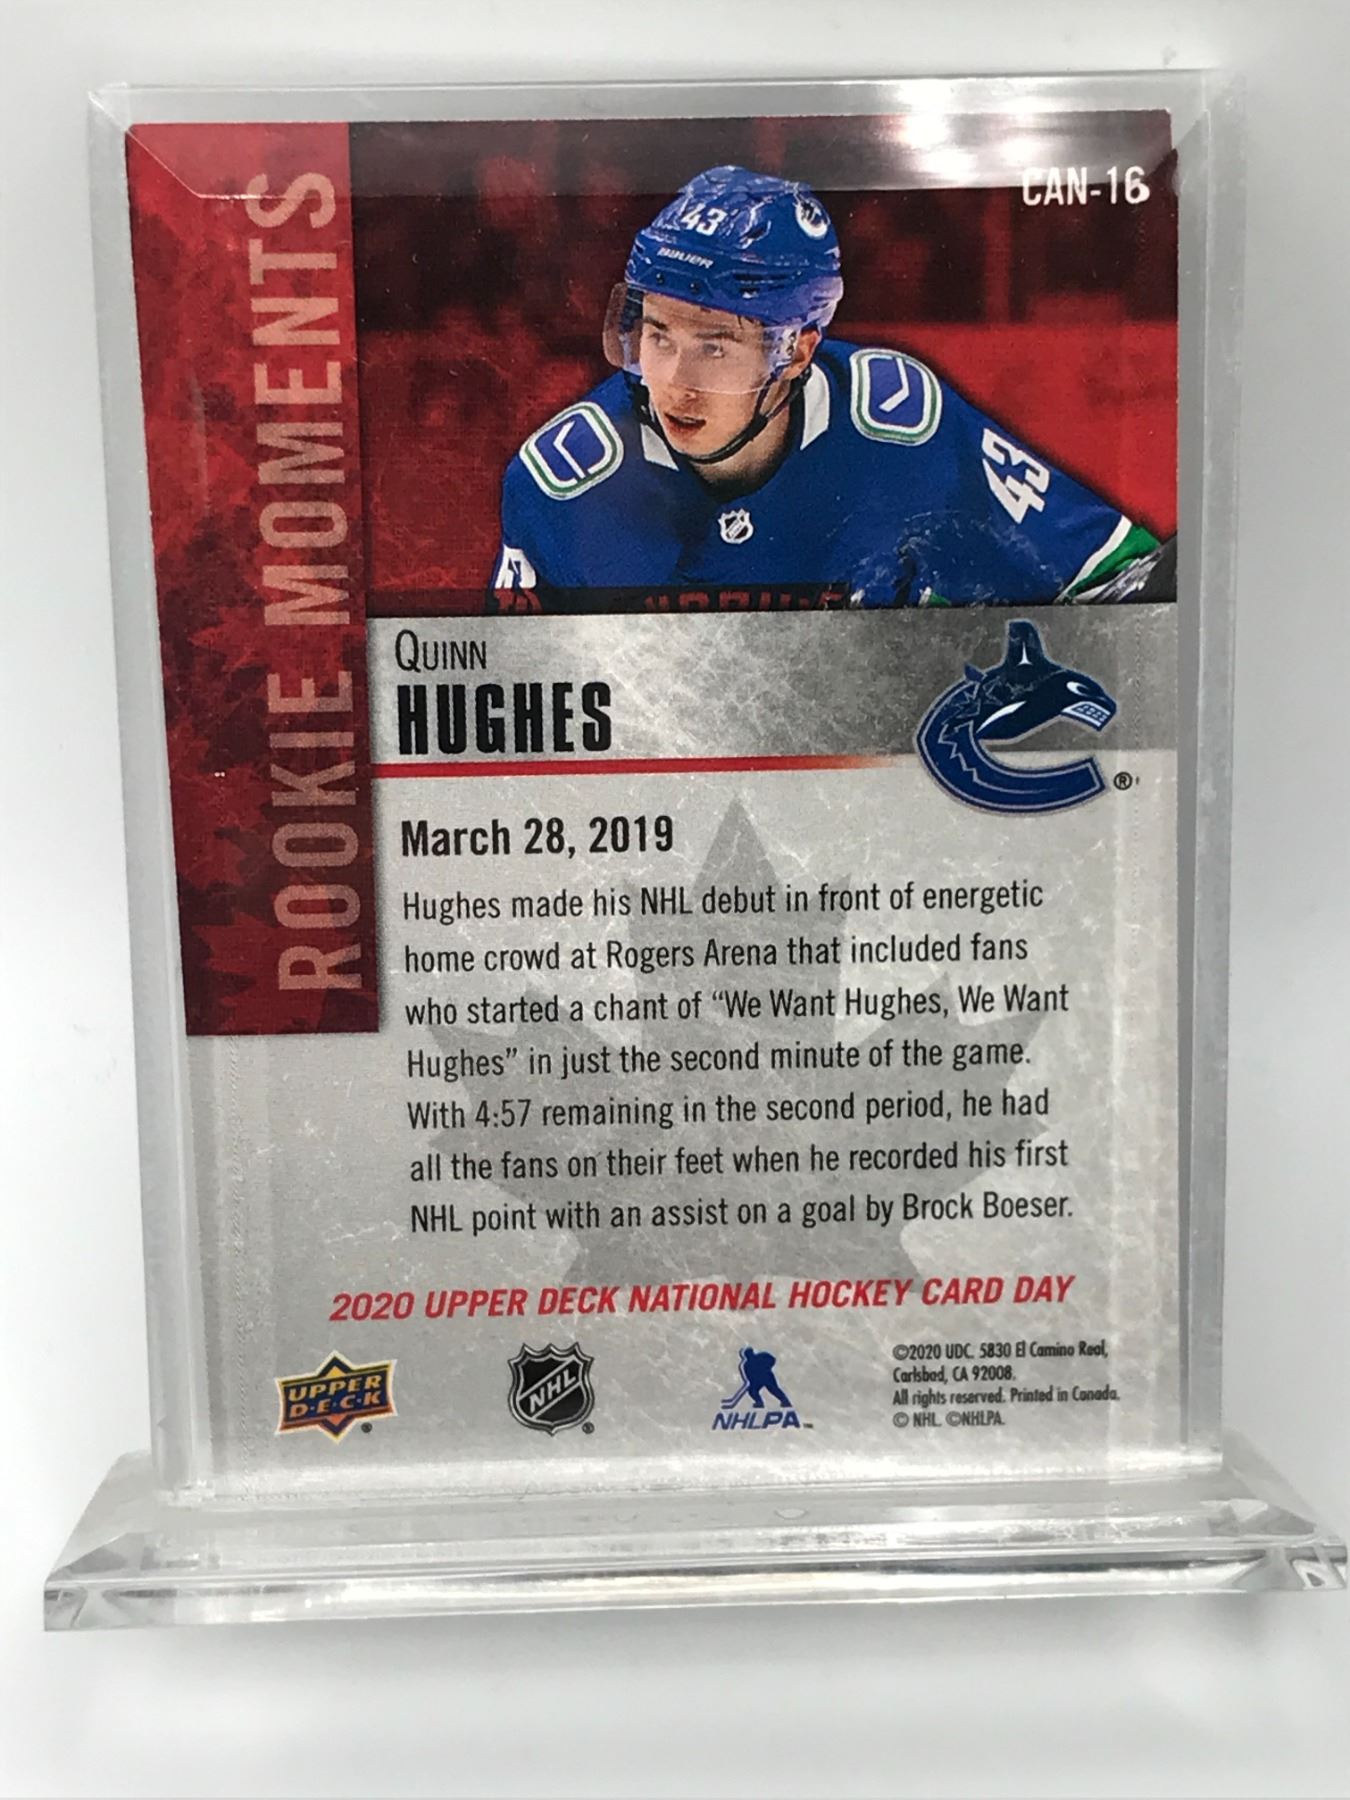 CAN-16
ROOKIE MOMENTS
43
BAUER
43
QUINN
HUGHES
®
March 28, 2019
Hughes made his NHL debut in front of energetic
home crowd at Rogers Arena that included fans
who started a chant of “We Want Hughes, We Want
Hughes” in just the second minute of the game.
With 4:57 remaining in the second period, he had
all the fans on their feet when he recorded his first
NHL point with an assist on a goal by Brock Boeser.
2020 UPPER DECK NATIONAL HOCKEY CARD DAY
UPPER
D·E·C·K
®
NHL
®
NHLPA™
©2020 UDC. 5830 El Camino Real,
Carlsbad, CA 92008.
All rights reserved. Printed in Canada.
© NHL. ©NHLPA.